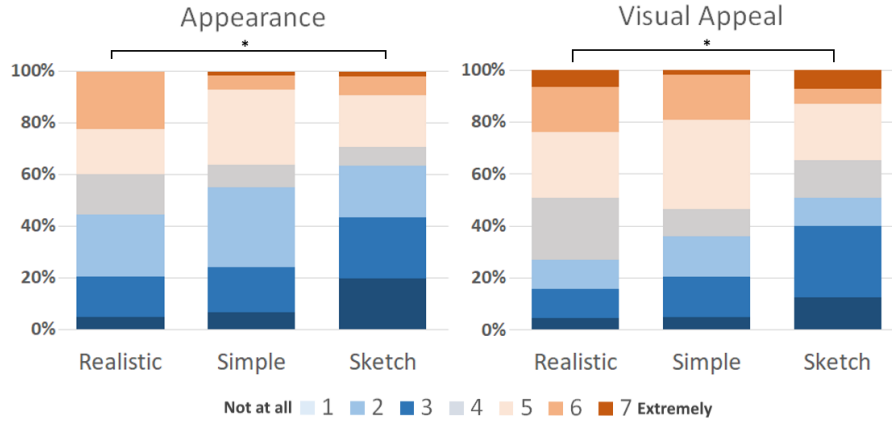 Appearance
*
100%
80%
60%
40%
20%
0%
Realistic Simple Sketch
Visual Appeal
*
100%
80%
60%
40%
20%
0%
Realistic Simple Sketch
Not at all 1 2 3 4 5 6 7 Extremely